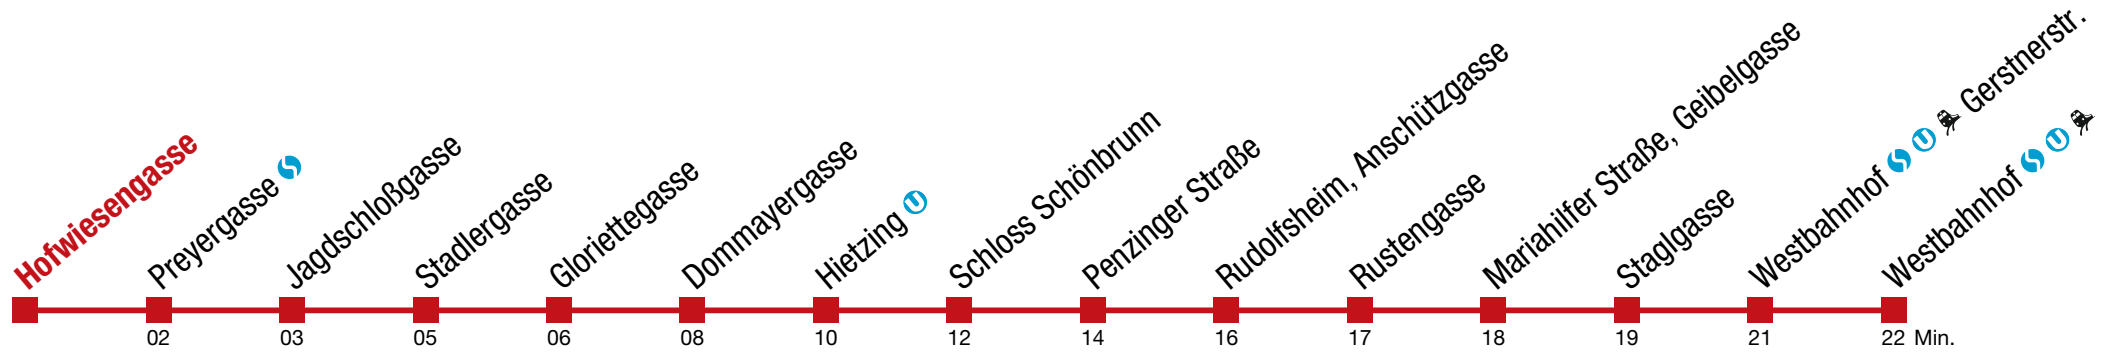 Hofwiesengasse
Preyergasse
Jagdschloßgasse
Stadlergasse
Gloriettegasse
Dommayergasse
Hietzing U
Schloss Schönbrunn
Penzinger Straße
Rudolfsheim, Anschützgasse
Rustengasse
Mariahilfer Straße, Geibelgasse
Staglgasse
Westbahnhof U Gerstnerstr.
Westbahnhof U
02 03 05 06 08 10 12 14 16 17 18 19 21 22 Min.